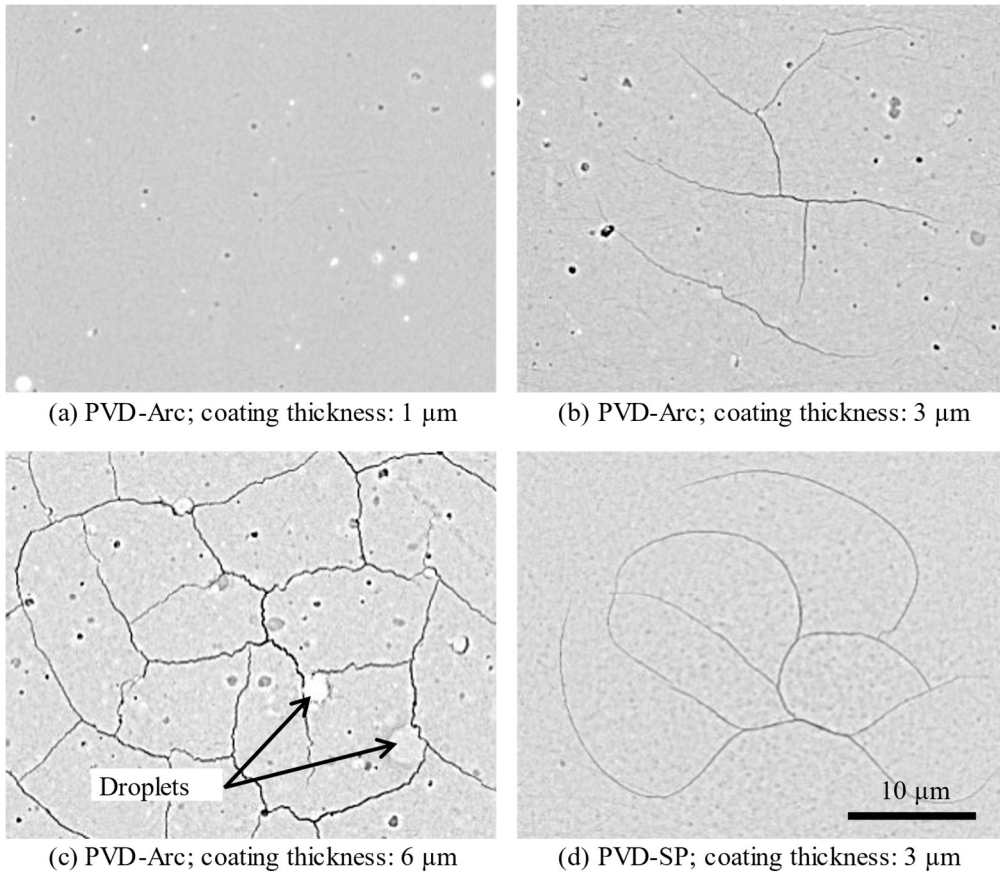 (a) PVD-Arc; coating thickness: 1 µm
(b) PVD-Arc; coating thickness: 3 µm
Droplets
10 µm
(c) PVD-Arc; coating thickness: 6 µm
(d) PVD-SP; coating thickness: 3 µm